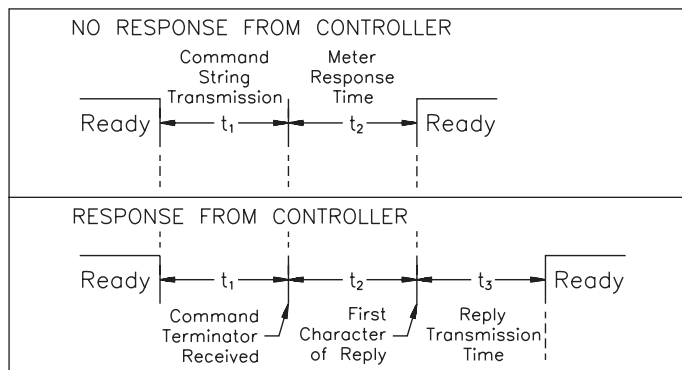 NO RESPONSE FROM CONTROLLER
Command
String
Transmission
Meter
Response
Time
Ready
t₁
t₂
Ready
RESPONSE FROM CONTROLLER
Ready
t₁
t₂
t₃
Ready
Command
Terminator
Received
First
Character
of Reply
Reply
Transmission
Time